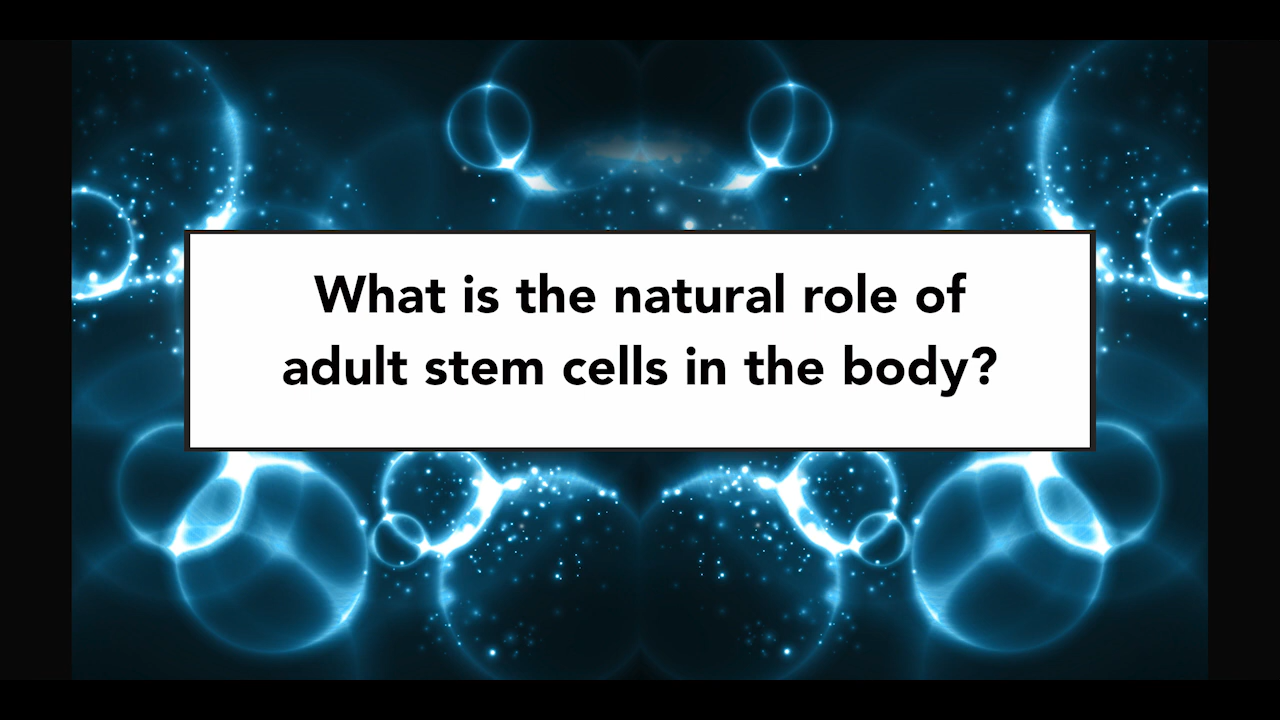 What is the natural role of
adult stem cells in the body?